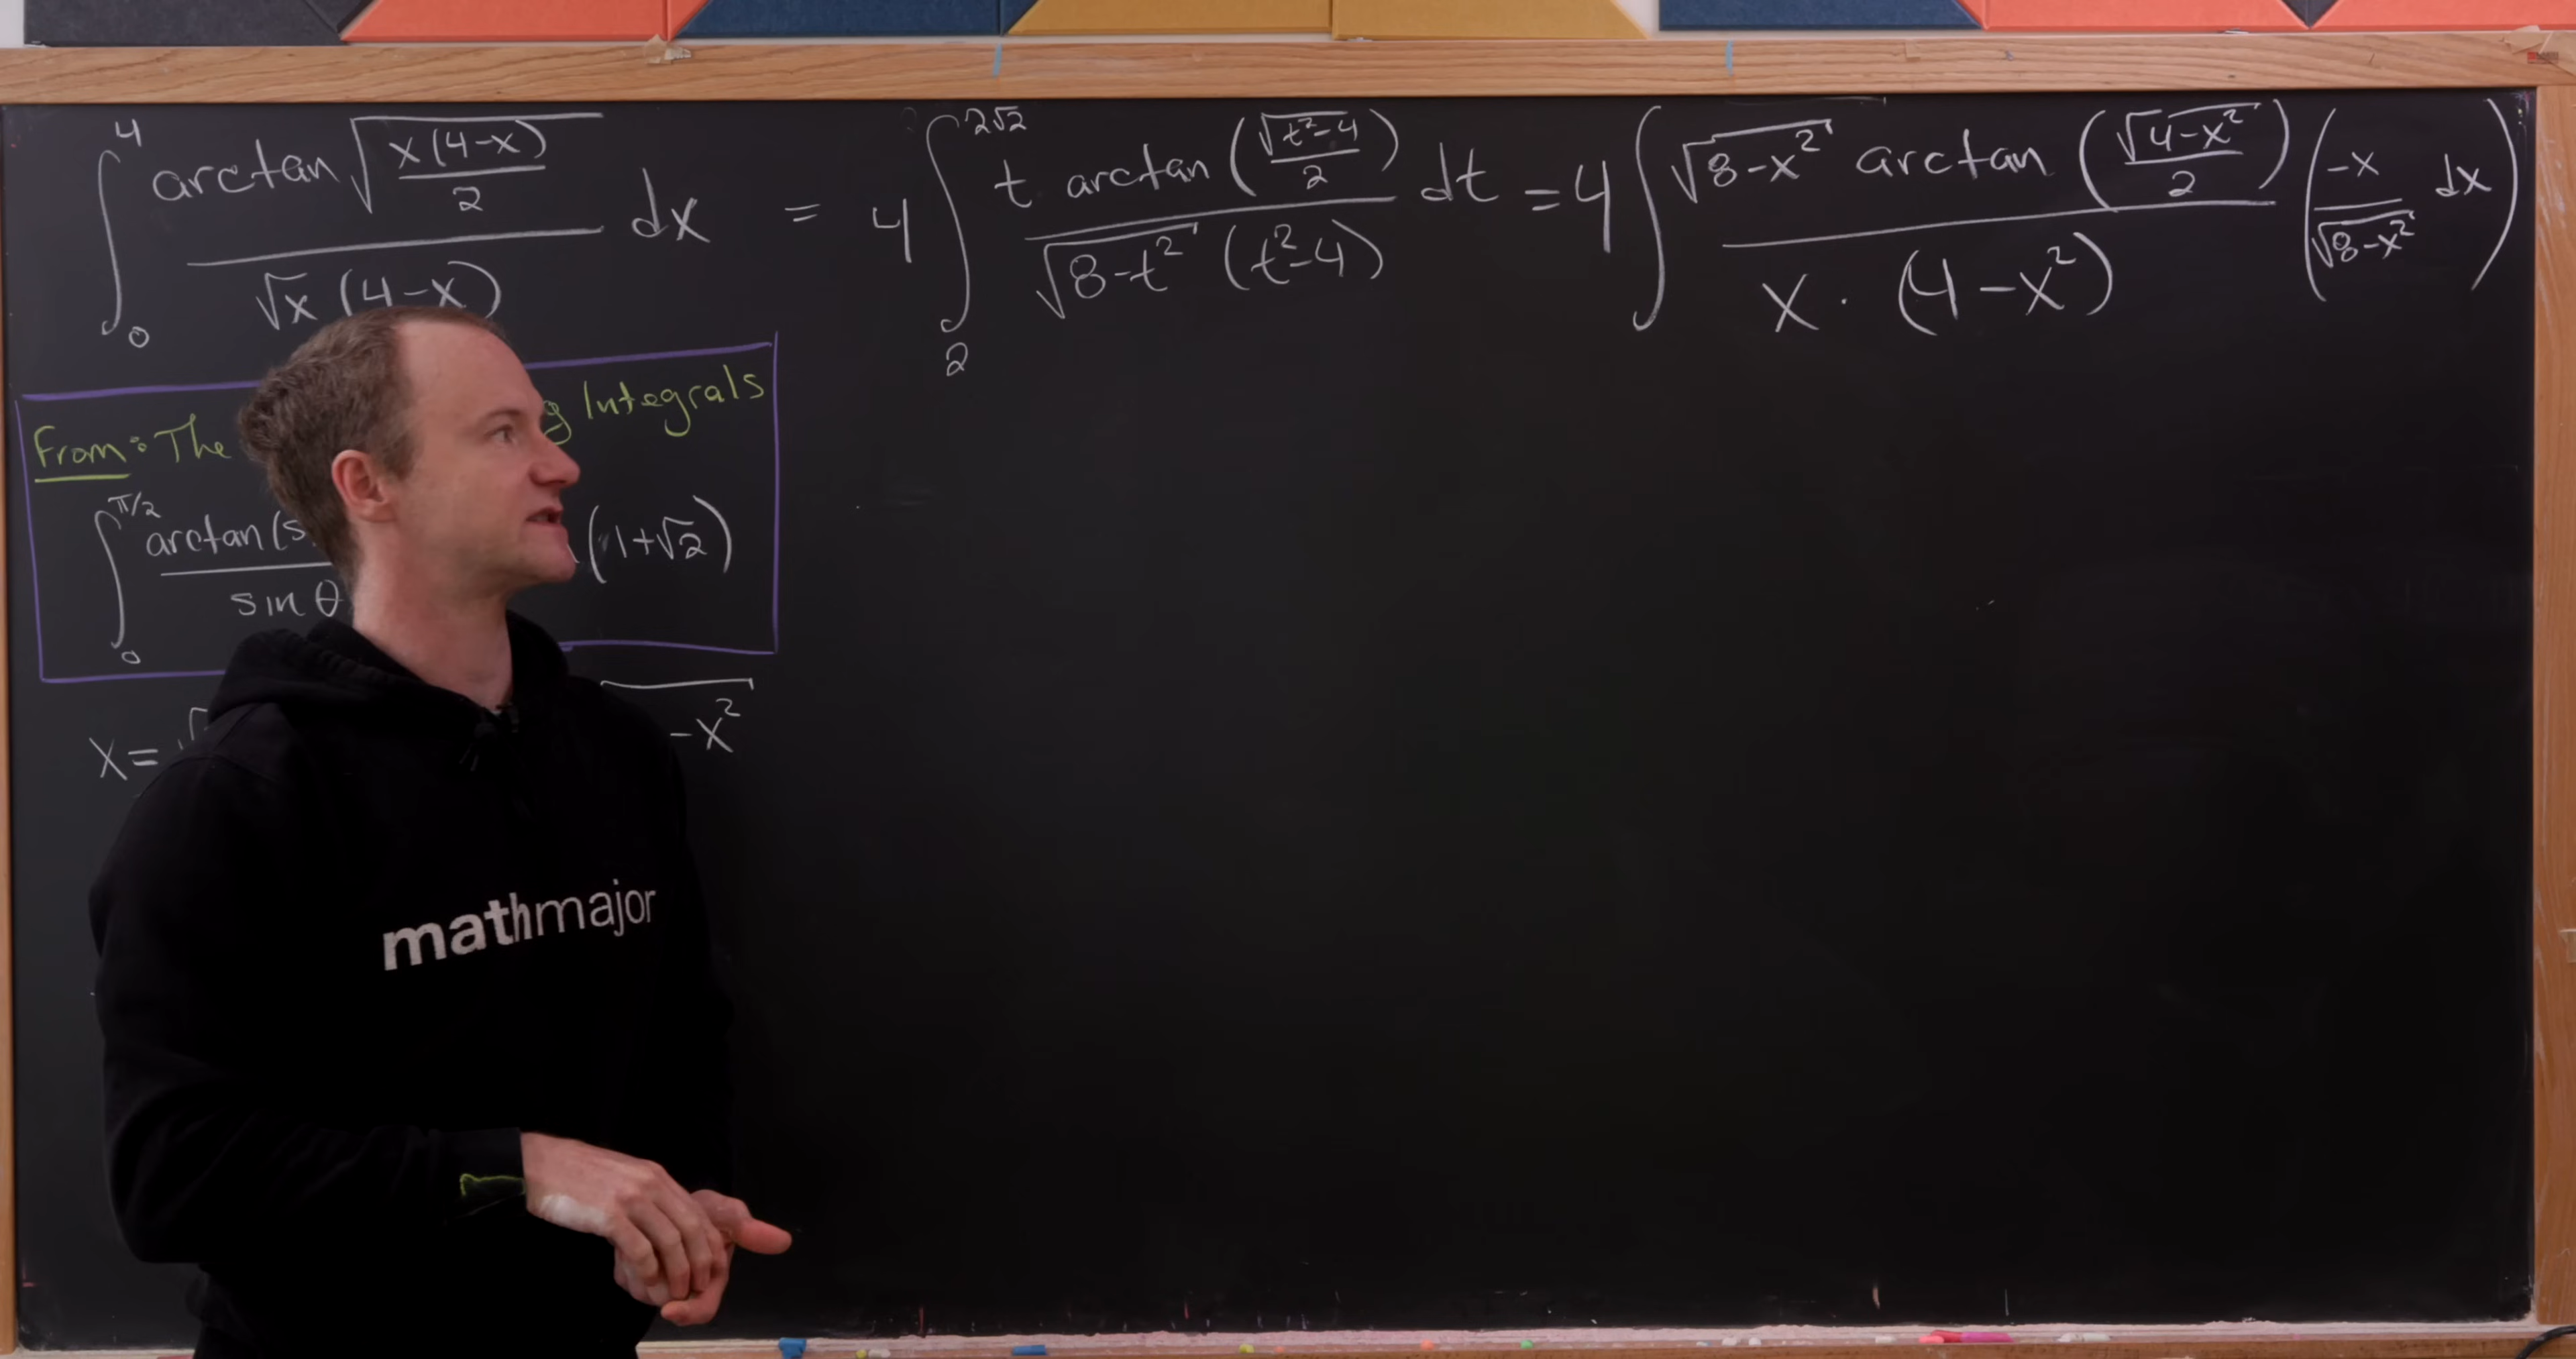 ∫₀⁴ arctan√(x(4-x)/2) / (√x (4-x)) dx = 4 ∫₂^(2√2) t arctan(√(t²-4)/2) / (√(8-t²) (t²-4)) dt = 4 ∫ √(8-x²) arctan(√(4-x²)/2) / (x · (4-x²)) (-x/√(8-x²) dx)
From: The Integrals
∫₀^(π/2) arctan(s / sin θ (1+√2)
x = √ -x²
mathmajor